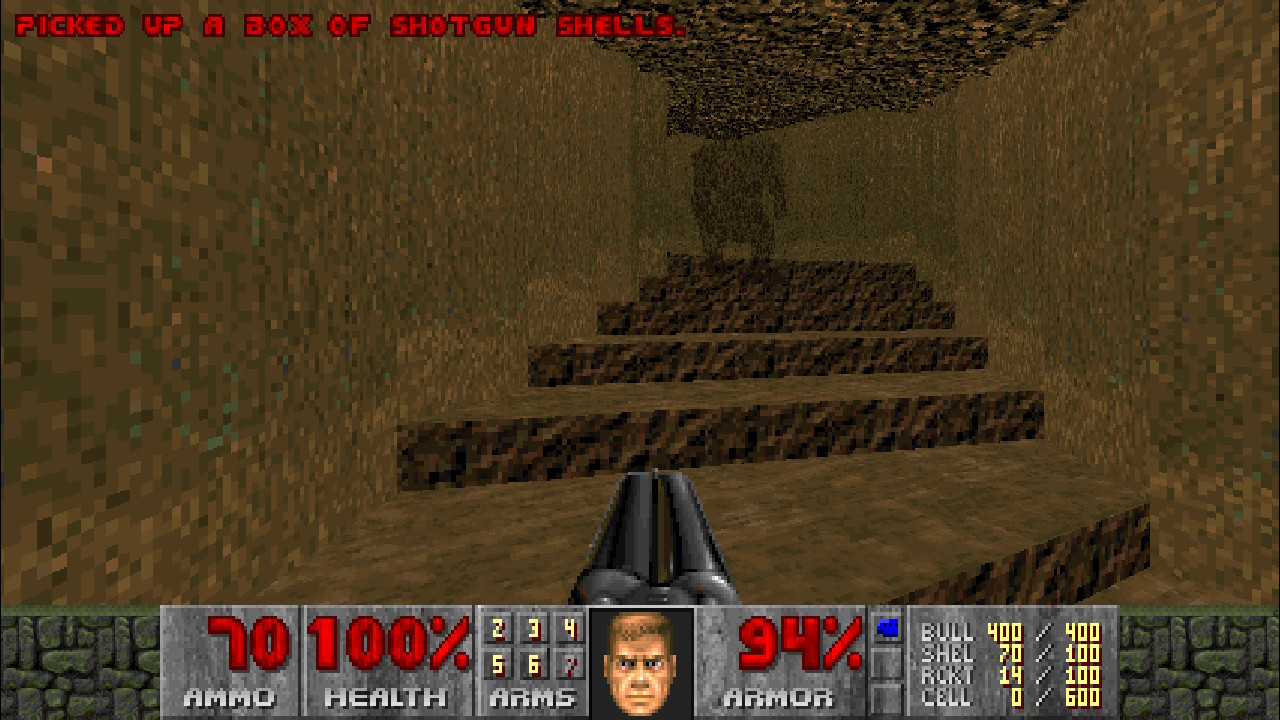 PICKED UP A BOX OF SHOTGUN SHELLS.
70 100% 2 3 4 94% BULL 400 / 400
5 6 7 SHEL 70 / 100
RCKT 14 / 100
AMMO HEALTH ARMS ARMOR CELL 0 / 600